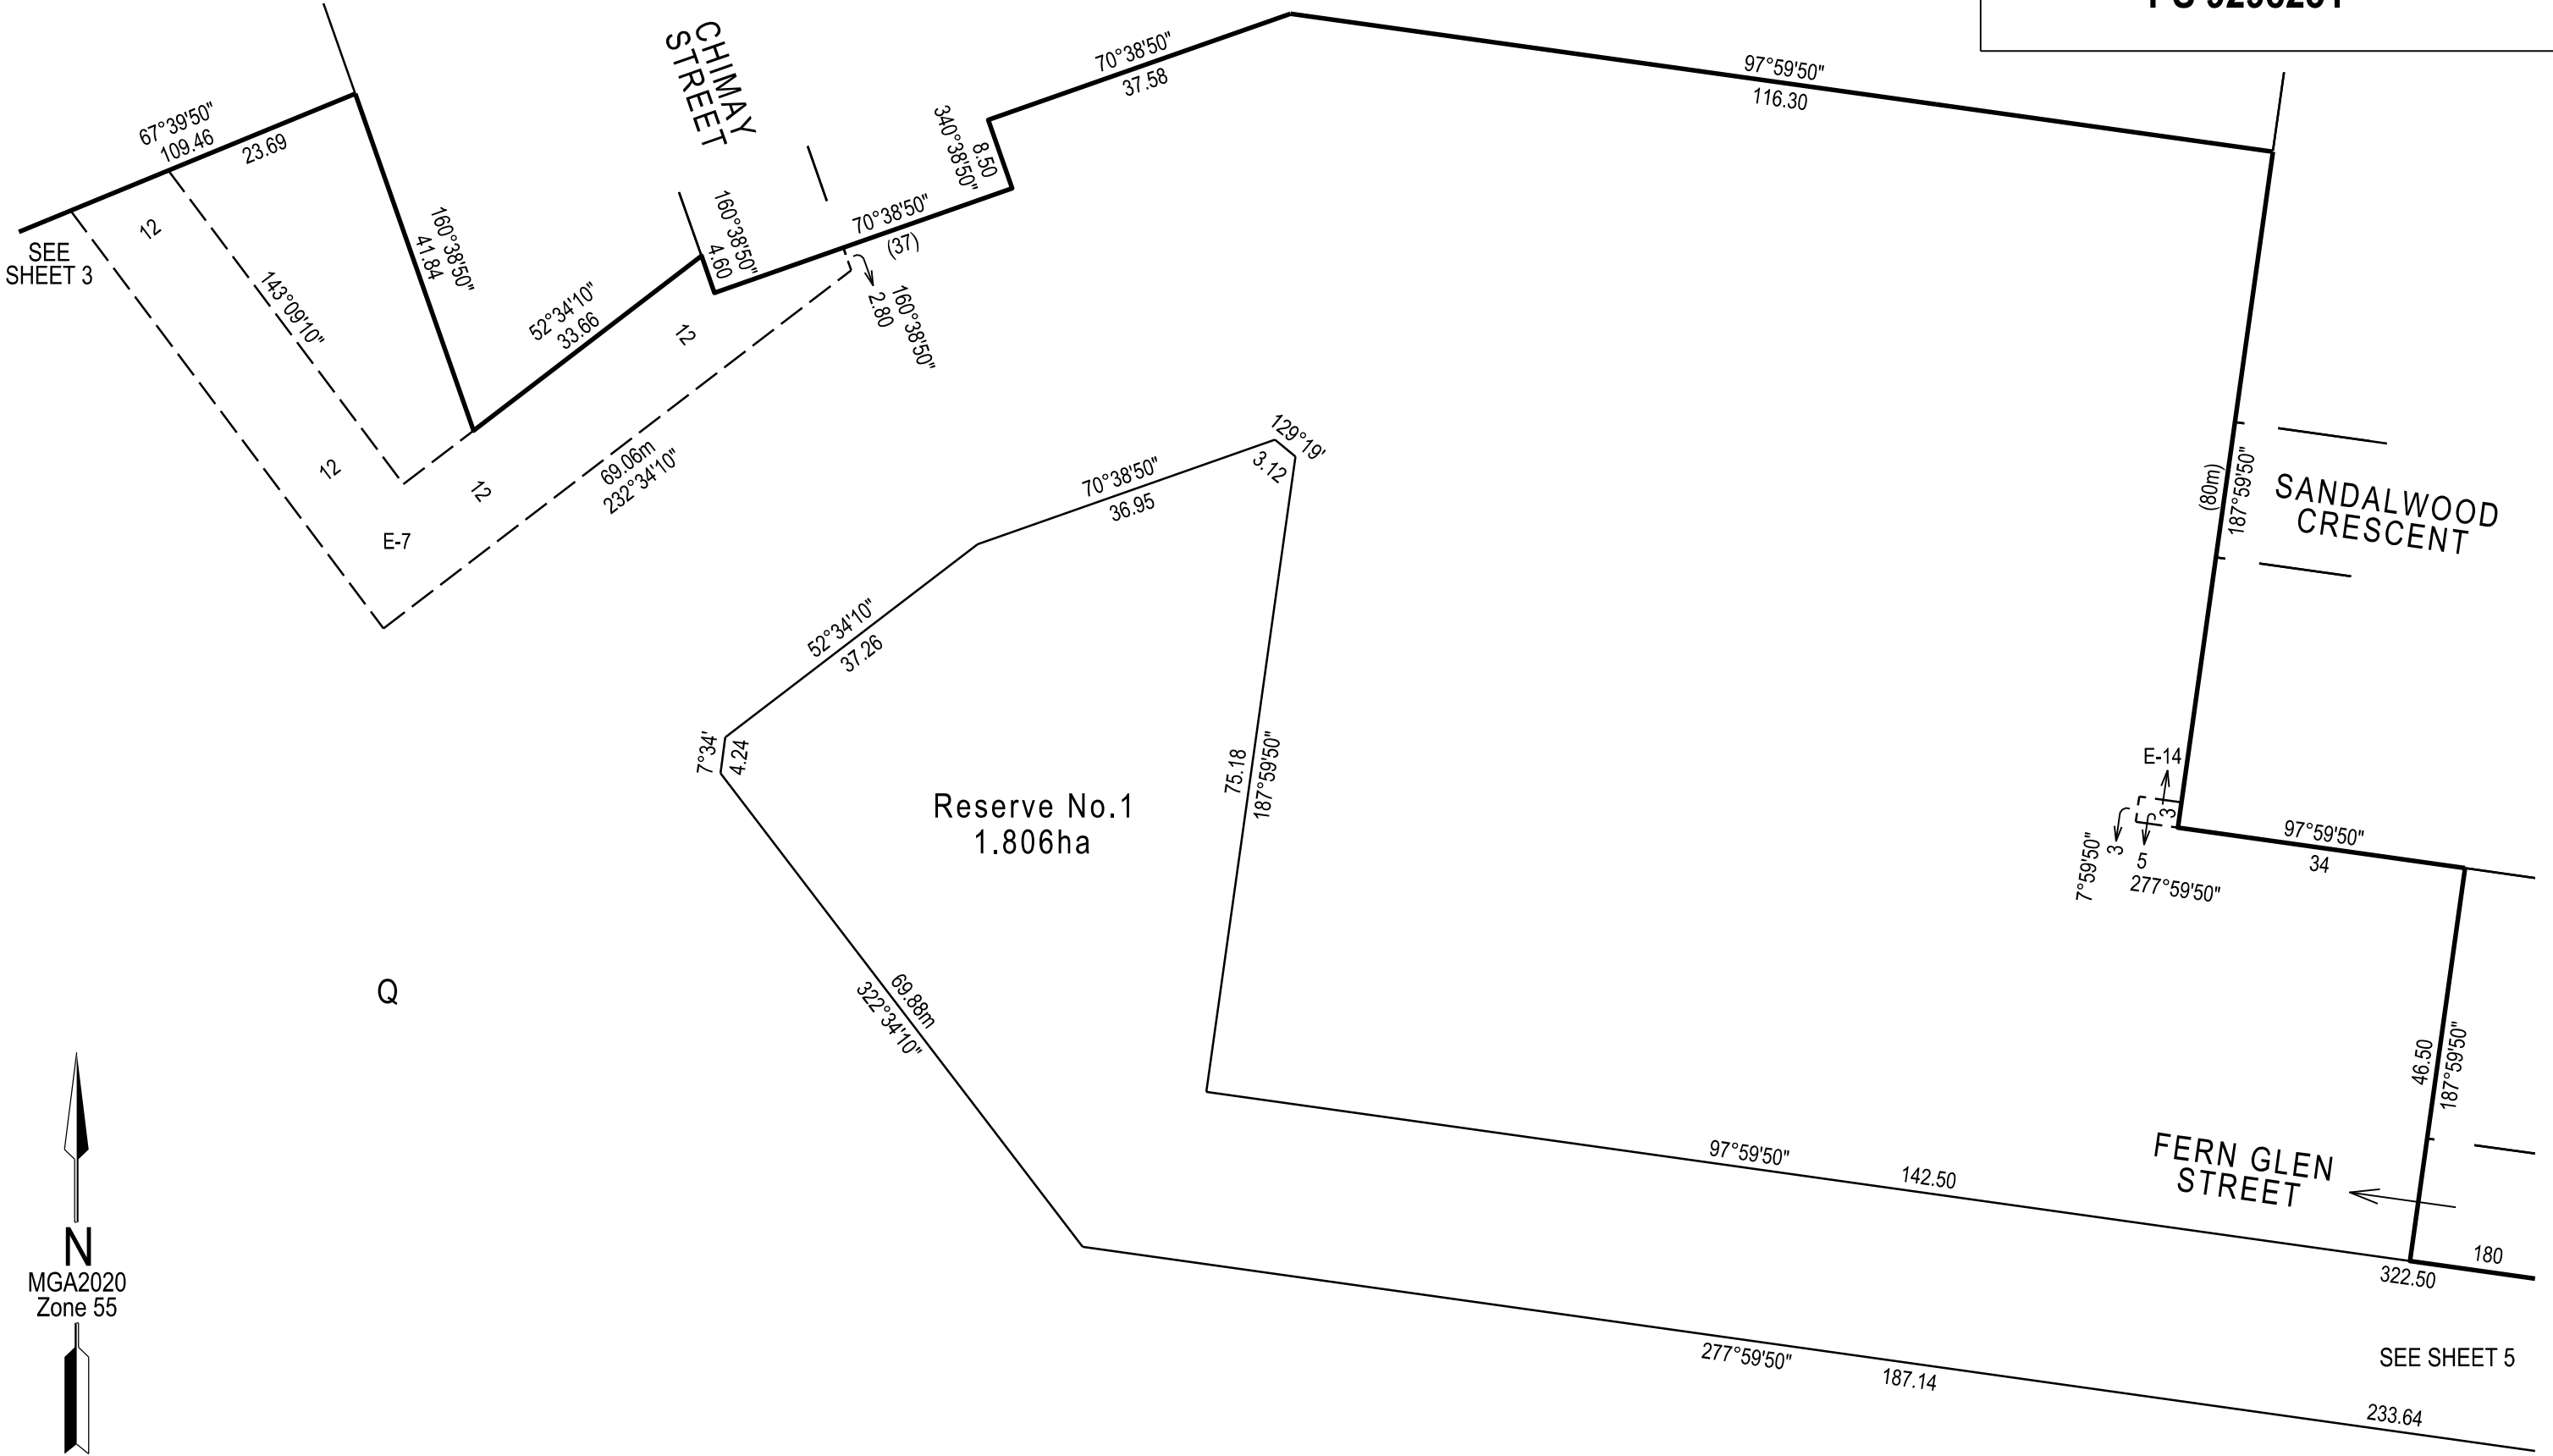 CHIMAY
STREET
70°38'50"
37.58
97°59'50"
116.30
67°39'50"
109.46
23.69
340°38'50"
8.50
SEE
SHEET 3
12
160°38'50"
41.84
160°38'50"
4.60
70°38'50"
(37)
143°09'10"
52°34'10"
33.66
12
2.80
160°38'50"
12
12
69.06m
232°34'10"
E-7
129°19'
3.12
70°38'50"
36.95
(80m)
187°59'50"
SANDALWOOD
CRESCENT
52°34'10"
37.26
7°34'
4.24
75.18
187°59'50"
Reserve No.1
1.806ha
E-14
3
7°59'50"
3
5
277°59'50"
97°59'50"
34
Q
69.88m
322°34'10"
46.50
187°59'50"
97°59'50"
142.50
FERN GLEN
STREET
180
322.50
N
MGA2020
Zone 55
277°59'50"
187.14
SEE SHEET 5
233.64